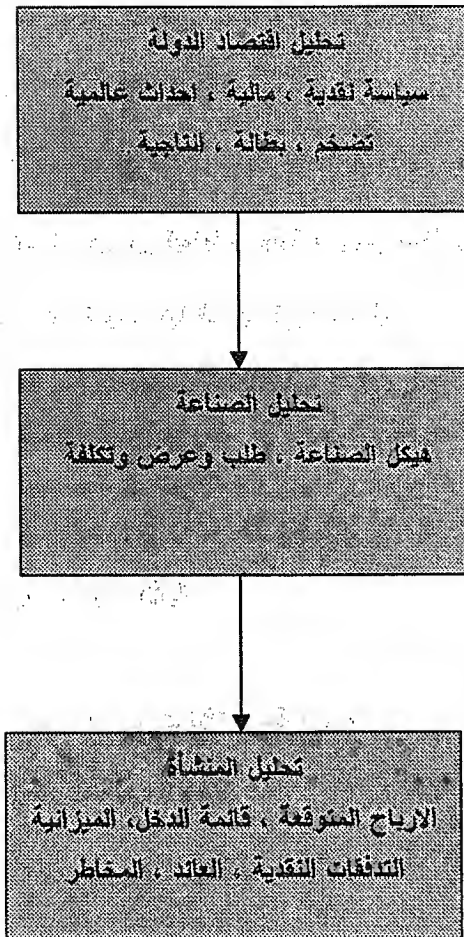 تحليل اقتصاد الدولة
سياسة نقدية ، مالية ، احداث عالمية
تضخم ، بطالة ، انتاجية
تحليل الصناعة
هيكل الصناعة ، طلب وعرض وتكلفة
تحليل المنشأة
الارباح المتوقعة ، قائمة الدخل، الميزانية
التدفقات النقدية ، العائد ، المخاطر